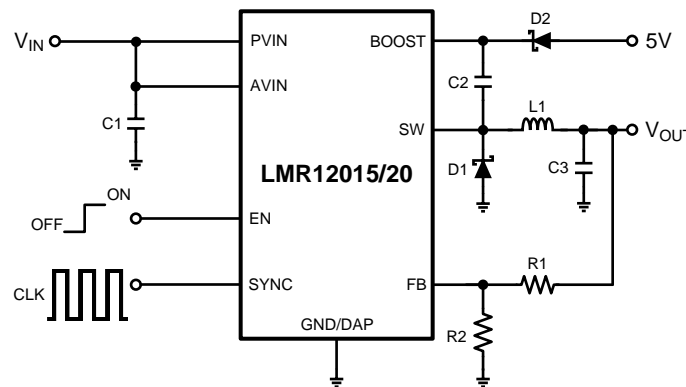 VIN
PVIN
BOOST
D2
5V
AVIN
C2
C1
L1
SW
VOUT
LMR12015/20
D1
C3
ON
OFF
EN
R1
CLK
SYNC
FB
GND/DAP
R2